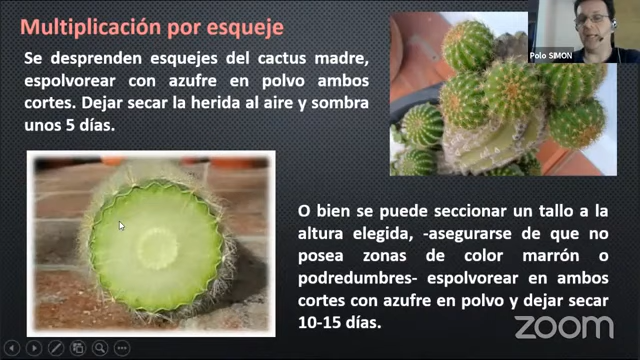 Multiplicación por esqueje
Se desprenden esquejes del cactus madre,
espolvorear con azufre en polvo ambos
cortes. Dejar secar la herida al aire y sombra
unos 5 días.
Polo SIMON
O bien se puede seccionar un tallo a la
altura elegida, -asegurarse de que no
posea zonas de color marrón o
podredumbres- espolvorear en ambos
cortes con azufre en polvo y dejar secar
10-15 días.
zoom